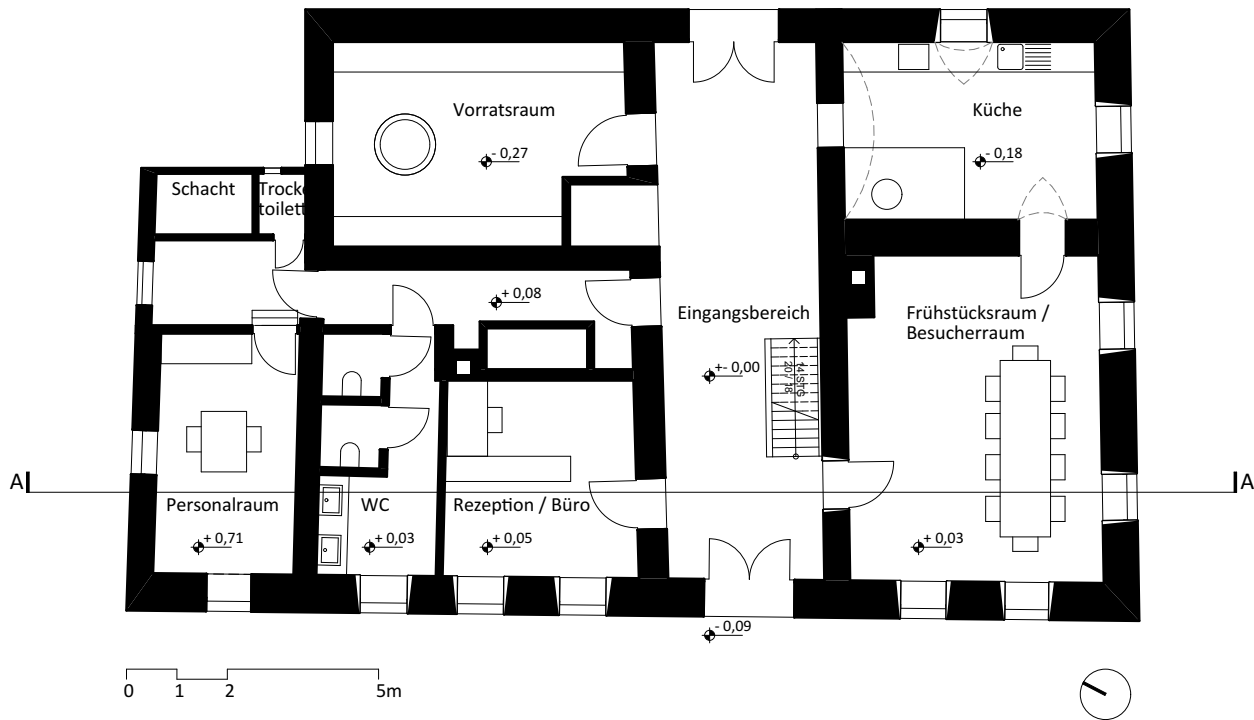 Vorratsraum
- 0,27
Küche
- 0,18
Schacht
Trocke
toilett
+ 0,08
Eingangsbereich
+- 0,00
14 STG
20 / 18
Frühstücksraum /
Besucherraum
A
A
Personalraum
+ 0,71
WC
+ 0,03
Rezeption / Büro
+ 0,05
+ 0,03
- 0,09
0 1 2 5m